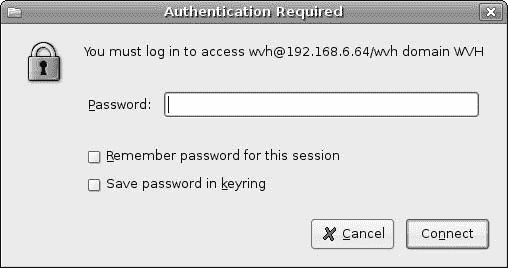 Authentication Required
You must log in to access wvh@192.168.6.64/wvh domain WVH
Password:
Remember password for this session
Save password in keyring
Cancel
Connect